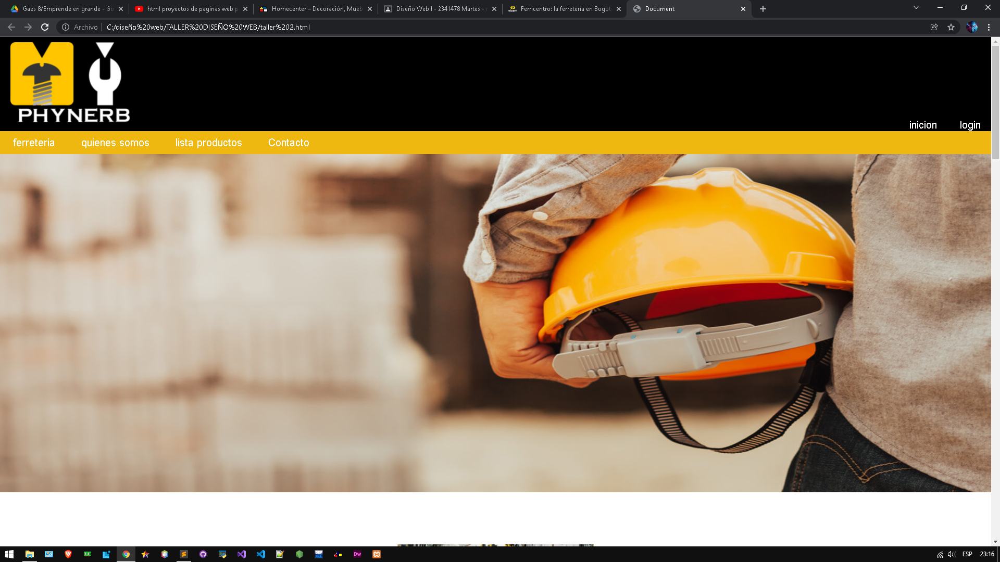 Gaes 8/Emprende en grande - Go
html proyectos de paginas web p
Homecenter – Decoración, Mueb
Diseño Web I - 2341478 Martes -
Ferricentro: la ferretería en Bogot
Document
Archivo
C:/diseño%20web/TALLER%20DISEÑO%20WEB/taller%202.html
PHYNERB
inicion
login
ferreteria
quienes somos
lista productos
Contacto
Dw
ESP
23:16